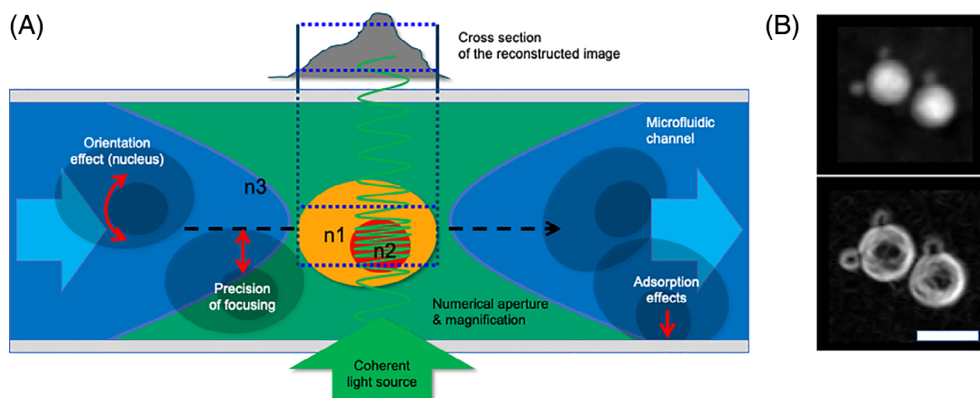 (A)
Cross section
of the reconstructed image
(B)
Orientation
effect (nucleus)
n3
Microfluidic
channel
n1
n2
Precision
of focusing
Numerical aperture
& magnification
Adsorption
effects
Coherent
light source